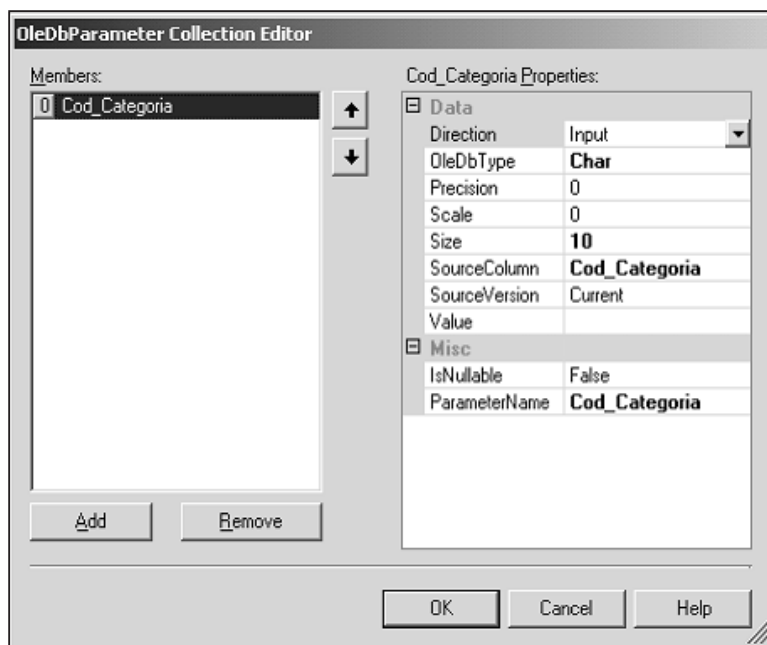 OleDbParameter Collection Editor
Members:
0 Cod_Categoria
Add
Remove
Cod_Categoria Properties:
Data
Direction Input
OleDbType Char
Precision 0
Scale 0
Size 10
SourceColumn Cod_Categoria
SourceVersion Current
Value
Misc
IsNullable False
ParameterName Cod_Categoria
OK
Cancel
Help